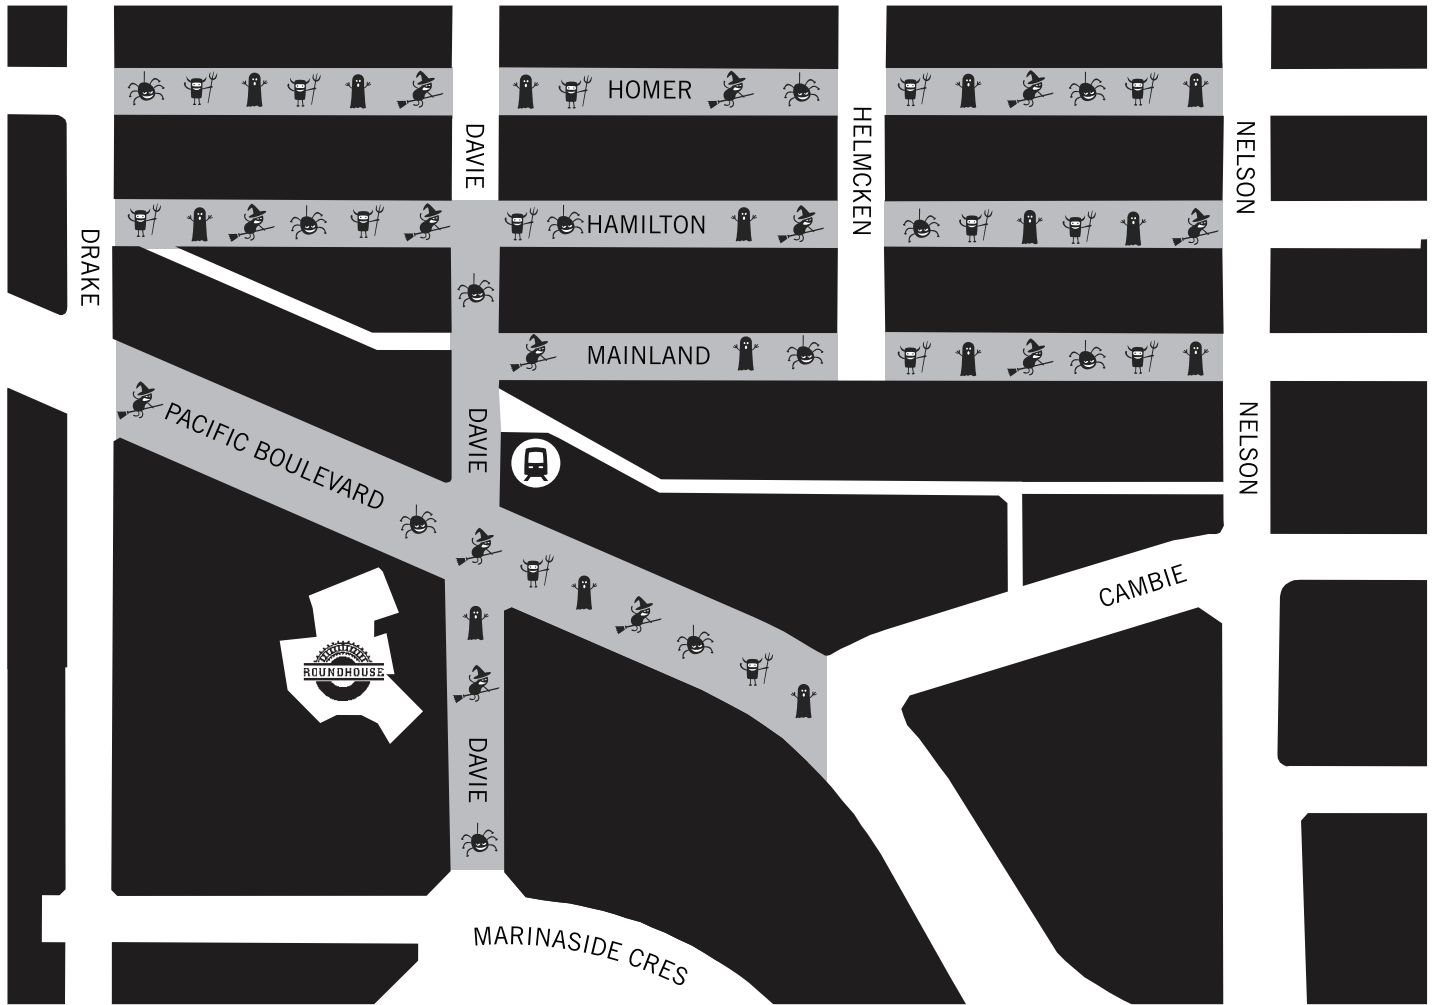 HOMER
DAVIE
HELMCKEN
NELSON
HAMILTON
DRAKE
MAINLAND
PACIFIC BOULEVARD
DAVIE
NELSON
CAMBIE
ROUNDHOUSE
DAVIE
MARINASIDE CRES